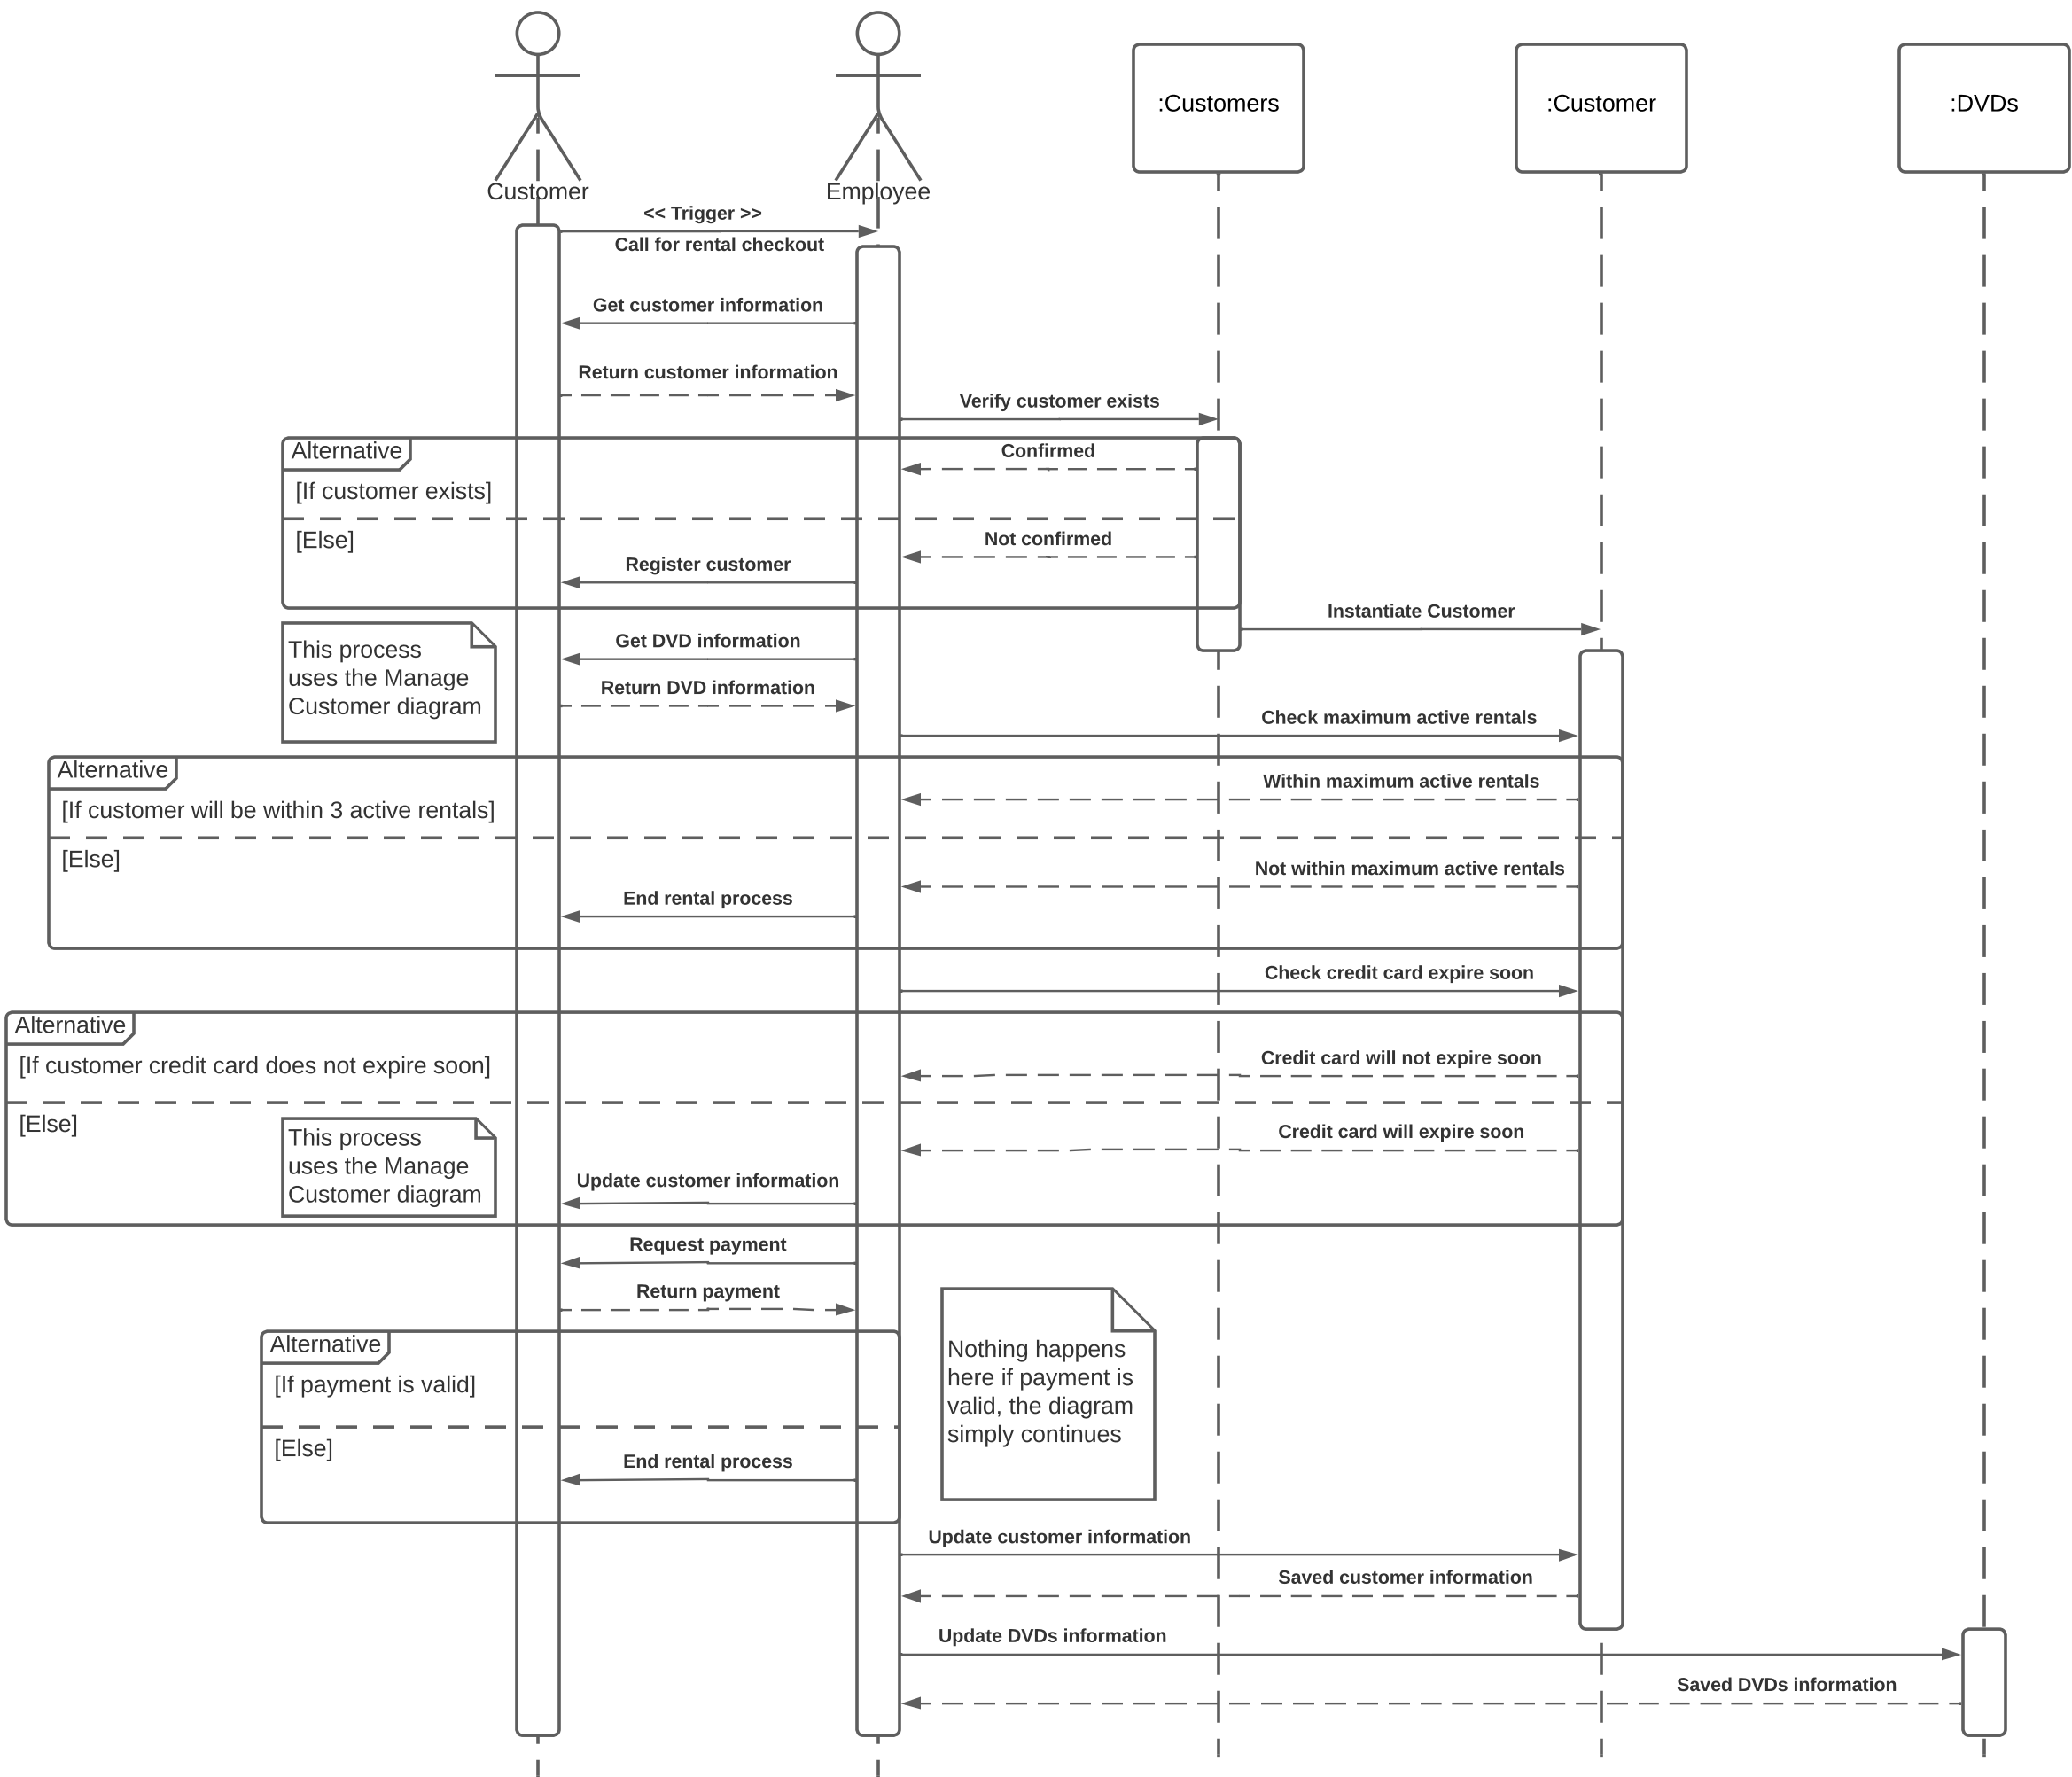 :Customers
:Customer
:DVDs
Customer
Employee
<< Trigger >>
Call for rental checkout
Get customer information
Return customer information
Verify customer exists
Alternative
Confirmed
[If customer exists]
[Else]
Not confirmed
Register customer
Instantiate Customer
This process
uses the Manage
Customer diagram
Get DVD information
Return DVD information
Check maximum active rentals
Alternative
Within maximum active rentals
[If customer will be within 3 active rentals]
[Else]
Not within maximum active rentals
End rental process
Check credit card expire soon
Alternative
[If customer credit card does not expire soon]
Credit card will not expire soon
[Else]
This process
uses the Manage
Customer diagram
Credit card will expire soon
Update customer information
Request payment
Return payment
Alternative
[If payment is valid]
Nothing happens
here if payment is
valid, the diagram
simply continues
[Else]
End rental process
Update customer information
Saved customer information
Update DVDs information
Saved DVDs information